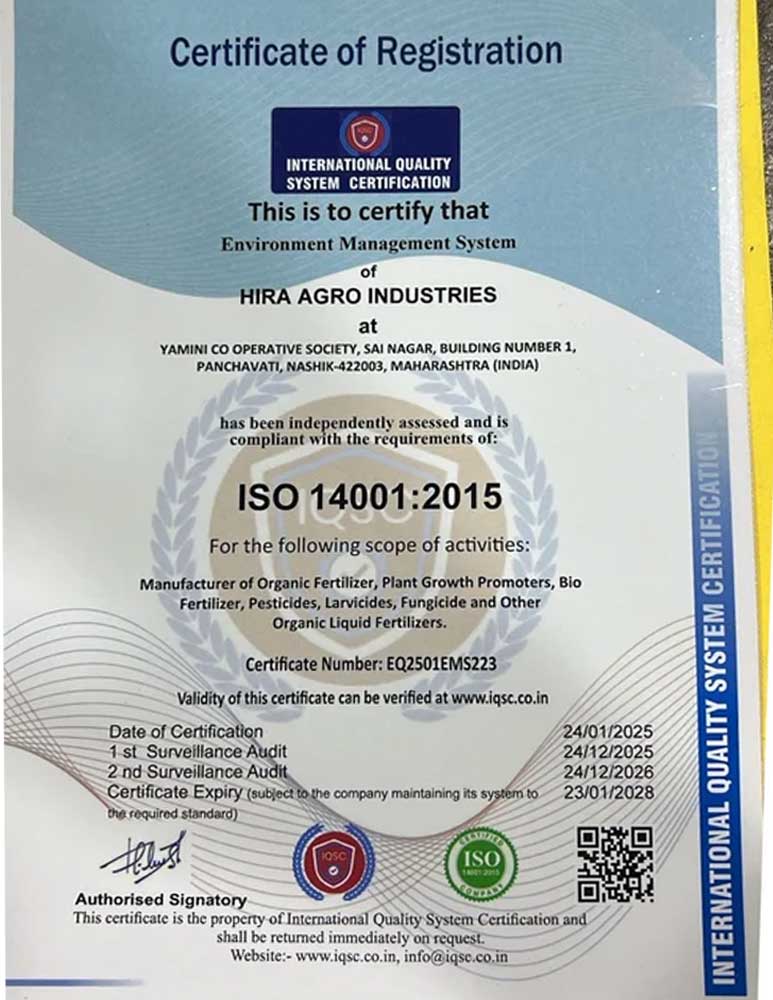 Certificate of Registration
IQSC
INTERNATIONAL QUALITY
SYSTEM CERTIFICATION
This is to certify that
Environment Management System
of
HIRA AGRO INDUSTRIES
at
YAMINI CO OPERATIVE SOCIETY, SAI NAGAR, BUILDING NUMBER 1,
PANCHAVATI, NASHIK-422003, MAHARASHTRA (INDIA)
has been independently assessed and is
compliant with the requirements of:
IQSC
ISO 14001:2015
For the following scope of activities:
Manufacturer of Organic Fertilizer, Plant Growth Promoters, Bio
Fertilizer, Pesticides, Larvicides, Fungicide and Other
Organic Liquid Fertilizers.
Certificate Number: EQ2501EMS223
Validity of this certificate can be verified at www.iqsc.co.in
Date of Certification 24/01/2025
1 st Surveillance Audit 24/12/2025
2 nd Surveillance Audit 24/12/2026
Certificate Expiry (subject to the company maintaining its system to 23/01/2028
the required standard)
IQSC
CERTIFIED
ISO
14001:2015
COMPANY
Authorised Signatory
This certificate is the property of International Quality System Certification and
shall be returned immediately on request.
Website:- www.iqsc.co.in, info@iqsc.co.in
INTERNATIONAL QUALITY SYSTEM CERTIFICATION